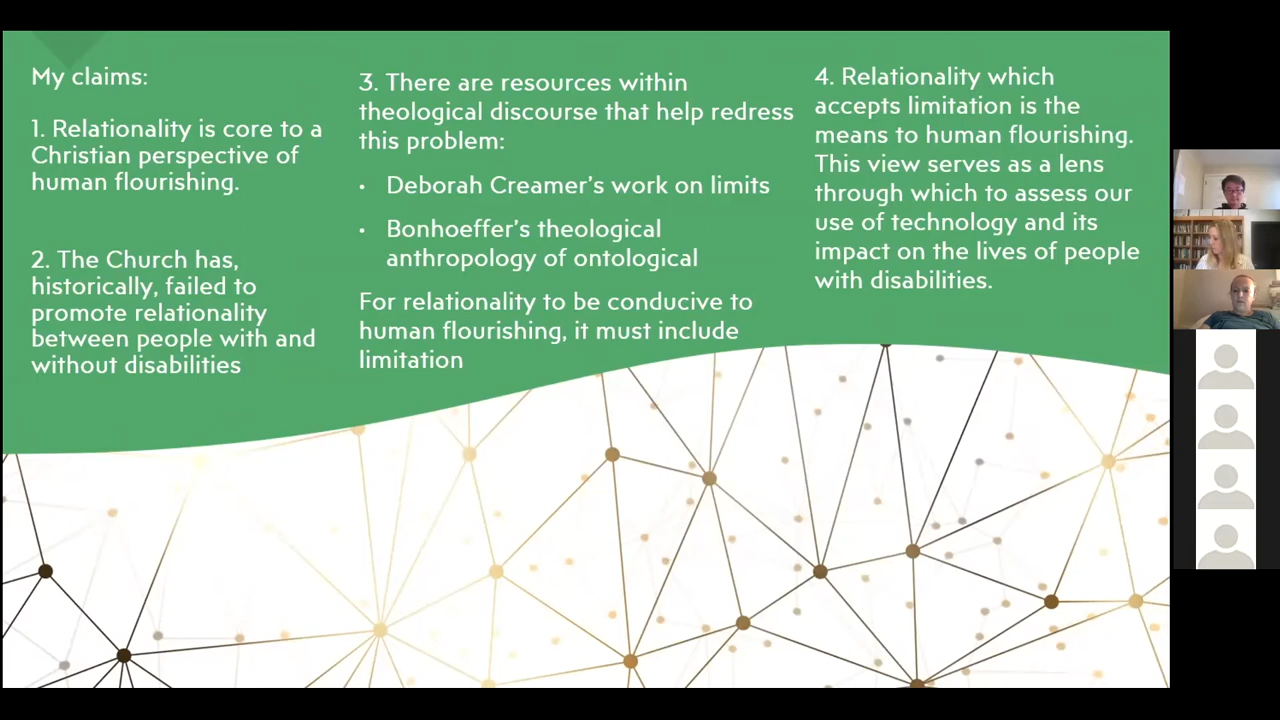 My claims:
1. Relationality is core to a
Christian perspective of
human flourishing.
2. The Church has,
historically, failed to
promote relationality
between people with and
without disabilities
3. There are resources within
theological discourse that help redress
this problem:
• Deborah Creamer's work on limits
• Bonhoeffer's theological
anthropology of ontological
For relationality to be conducive to
human flourishing, it must include
limitation
4. Relationality which
accepts limitation is the
means to human flourishing.
This view serves as a lens
through which to assess our
use of technology and its
impact on the lives of people
with disabilities.